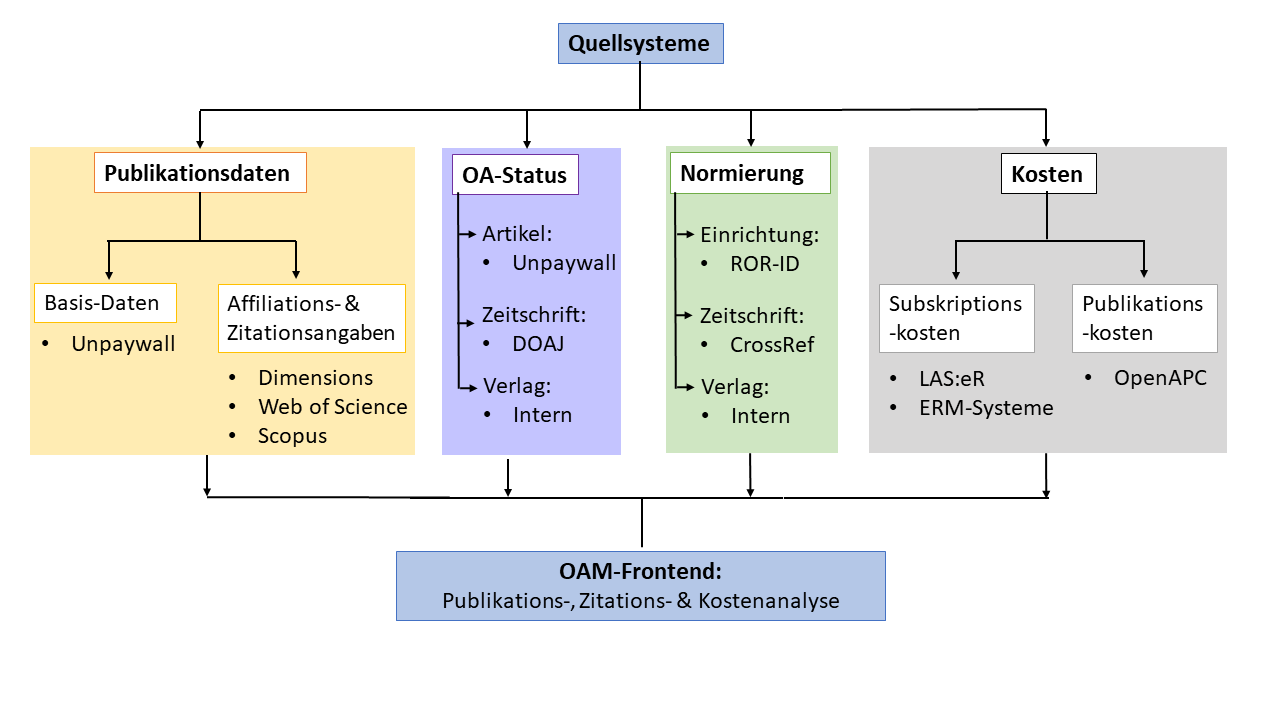 Quellsysteme
Publikationsdaten
Basis-Daten
• Unpaywall
Affiliations- &
Zitationsangaben
• Dimensions
• Web of Science
• Scopus
OA-Status
Artikel:
• Unpaywall
Zeitschrift:
• DOAJ
Verlag:
• Intern
Normierung
Einrichtung:
• ROR-ID
Zeitschrift:
• CrossRef
Verlag:
• Intern
Kosten
Subskriptions
-kosten
• LAS:eR
• ERM-Systeme
Publikations
-kosten
• OpenAPC
OAM-Frontend:
Publikations-, Zitations- & Kostenanalyse